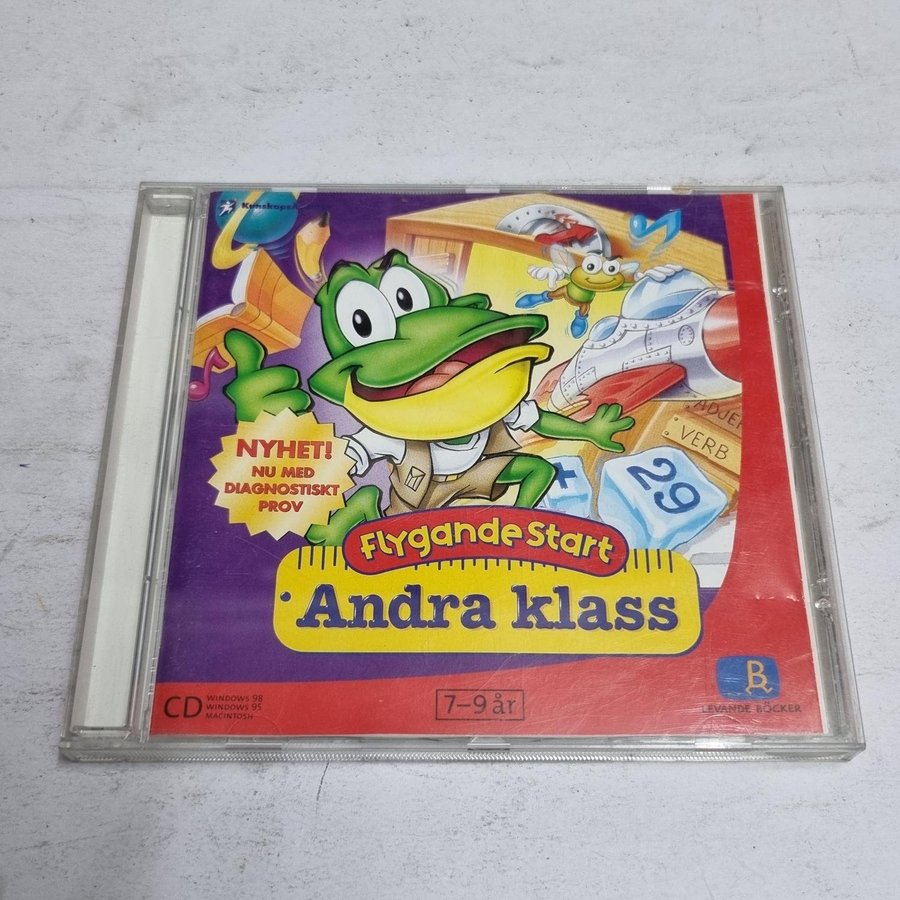 NYHET!
NU MED
DIAGNOSTISKT
PROV
VERB
29
Flygande Start
Andra klass
CD
WINDOWS 98
WINDOWS 95
MACINTOSH
7–9 år
B
LEVANDE BÖCKER